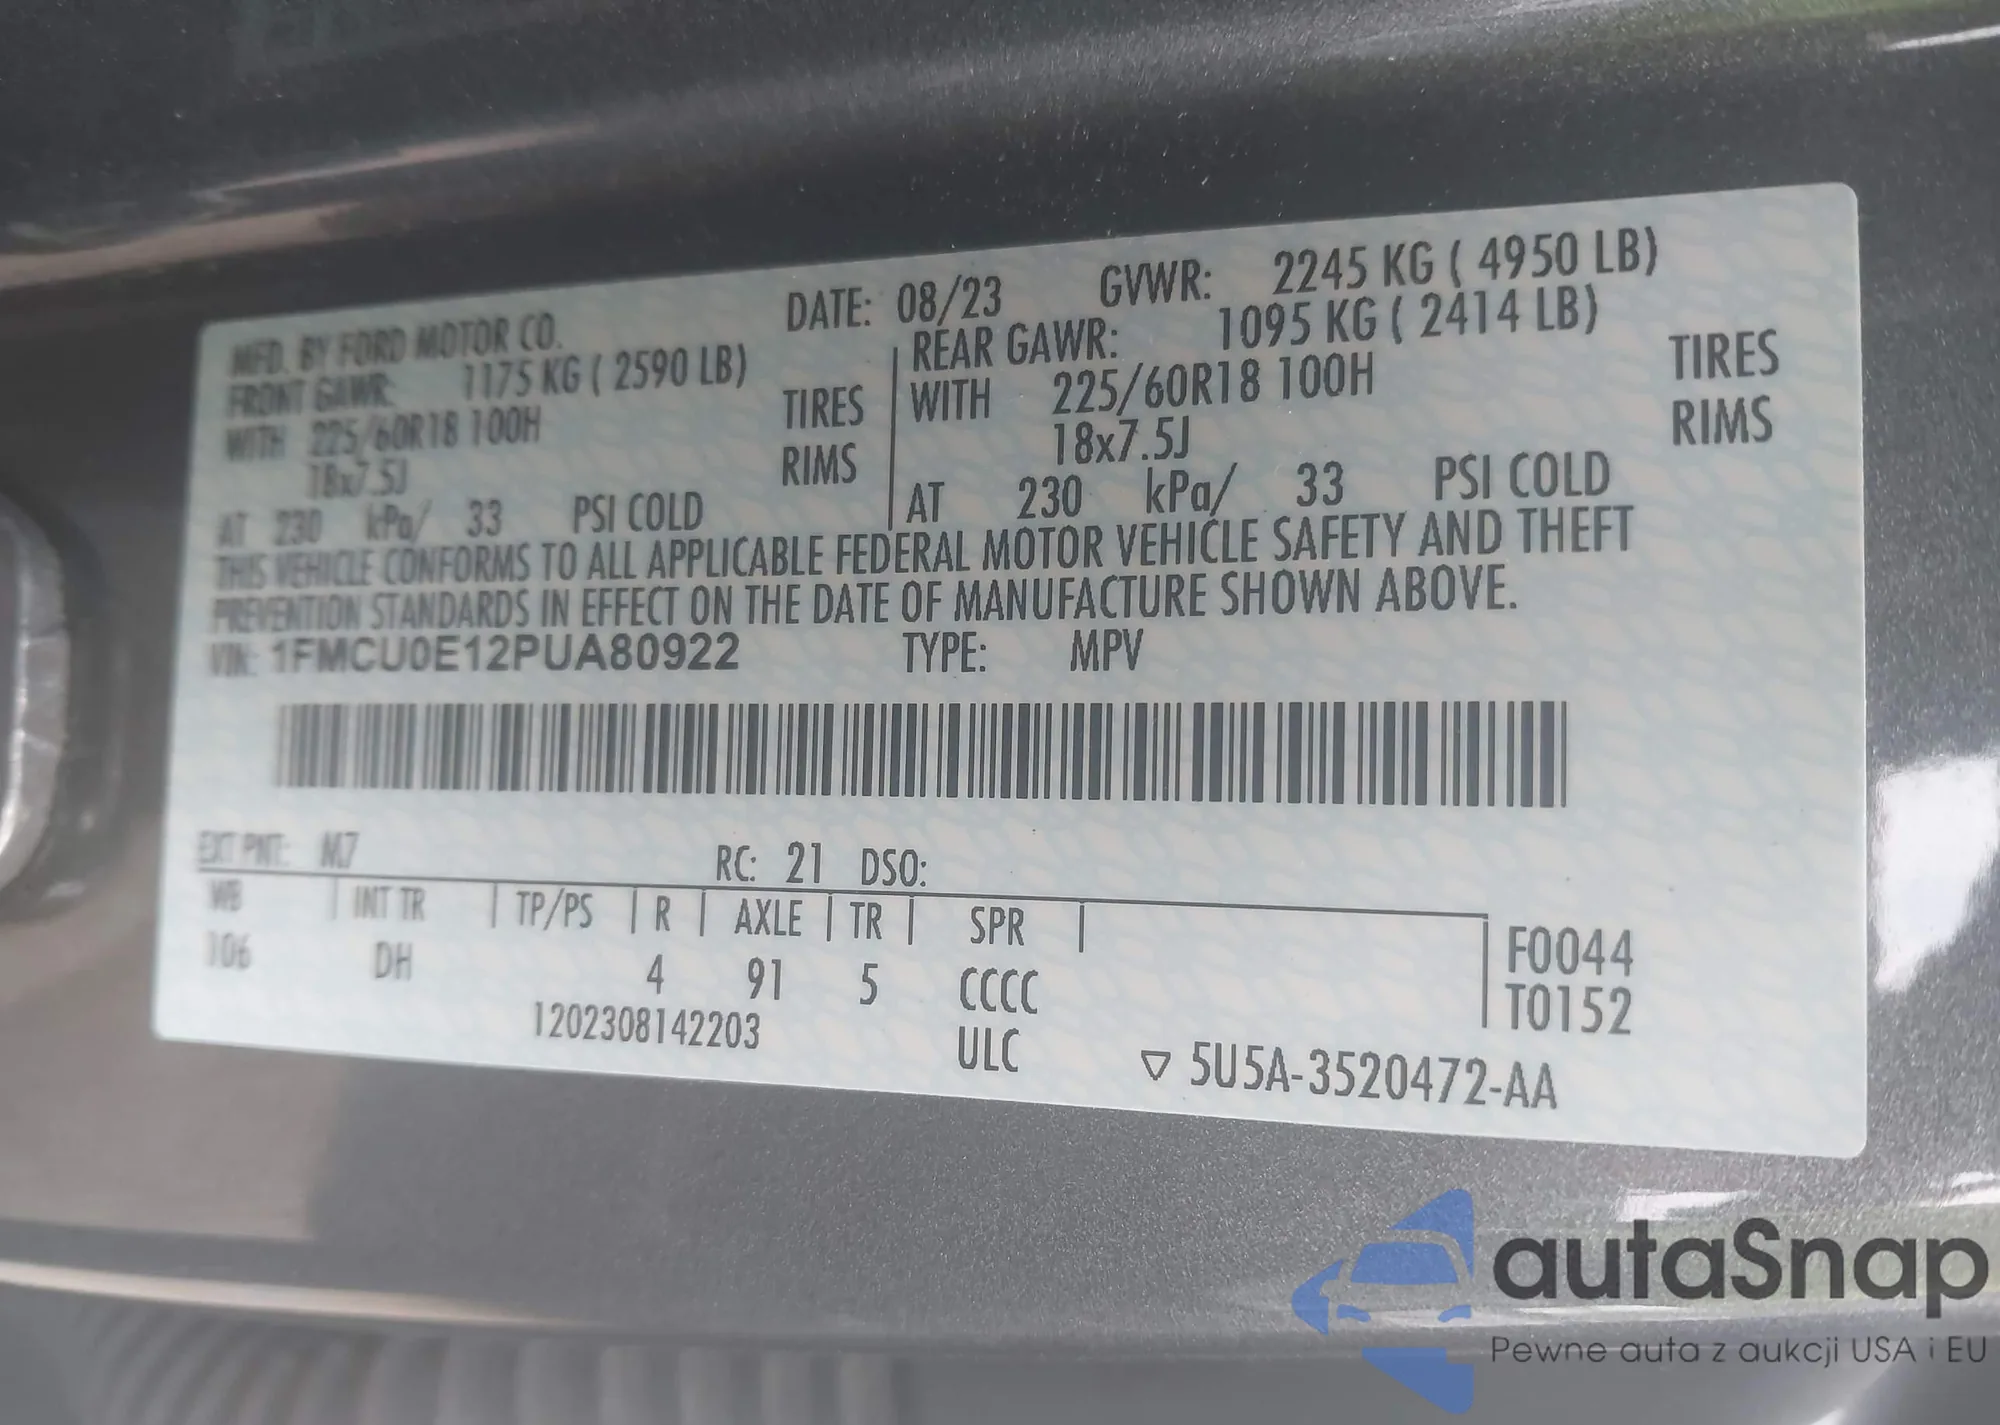 MFD. BY FORD MOTOR CO. DATE: 08/23 GVWR: 2245 KG ( 4950 LB)
FRONT GAWR: 1175 KG ( 2590 LB) REAR GAWR: 1095 KG ( 2414 LB)
WITH 225/60R18 100H TIRES WITH 225/60R18 100H TIRES
18x7.5J RIMS 18x7.5J RIMS
AT 230 kPa/ 33 PSI COLD AT 230 kPa/ 33 PSI COLD
THIS VEHICLE CONFORMS TO ALL APPLICABLE FEDERAL MOTOR VEHICLE SAFETY AND THEFT
PREVENTION STANDARDS IN EFFECT ON THE DATE OF MANUFACTURE SHOWN ABOVE.
VIN: 1FMCU0E12PUA80922 TYPE: MPV
EXT PNT: M7 RC: 21 DSO:
WB | INT TR | TP/PS | R | AXLE | TR | SPR | F0044
106 DH 4 91 5 CCCC T0152
1202308142203 ULC ▽ 5U5A-3520472-AA
autaSnap
Pewne auta z aukcji USA i EU